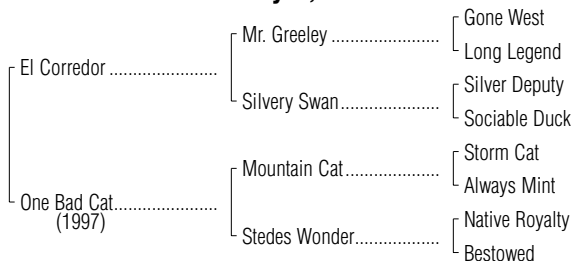 Gone West
Mr. Greeley ....................
Long Legend
El Corredor ....................
Silver Deputy
Silvery Swan ....................
Sociable Duck
Storm Cat
Mountain Cat ....................
Always Mint
One Bad Cat ....................
(1997)
Native Royalty
Stedes Wonder ....................
Bestowed